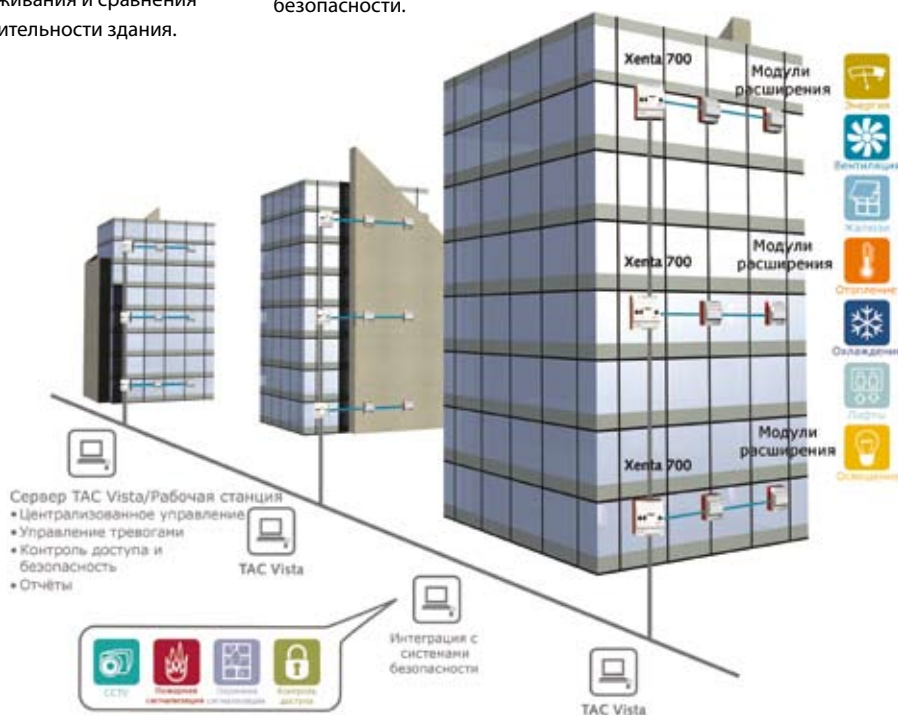 живания и сравнения
ительности здания.
безопасности.
Xenta 700
Модули
расширения
Энергия
Вентиляция
Жалюзи
Xenta 700
Модули
расширения
Отопление
Охлаждение
Лифты
Xenta 700
Модули
расширения
Освещение
Сервер TAC Vista/Рабочая станция
• Централизованное управление
• Управление тревогами
• Контроль доступа и
безопасность
• Отчёты
TAC Vista
Интеграция с
системами
безопасности
TAC Vista
CCTV
Пожарная
сигнализация
Охранная
сигнализация
Контроль
доступа